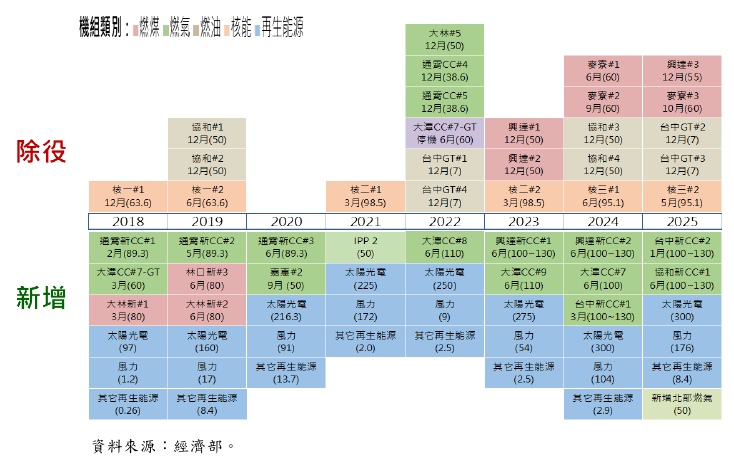 機組類別：燃煤 燃氣 燃油 核能 再生能源
除役
大林#5
12月(50)
通霄CC#4
12月(38.6)
麥寮#1
6月(60)
興達#3
12月(55)
通霄CC#5
12月(38.6)
麥寮#2
9月(60)
麥寮#3
10月(60)
協和#1
12月(50)
大潭CC#7-GT
停機 6月(60)
興達#1
12月(50)
協和#3
12月(50)
台中GT#2
12月(7)
協和#2
12月(50)
台中GT#1
12月(7)
興達#2
12月(50)
協和#4
12月(50)
台中GT#3
12月(7)
核一#1
12月(63.6)
核一#2
6月(63.6)
核二#1
3月(98.5)
台中GT#4
12月(7)
核二#2
3月(98.5)
核三#1
6月(95.1)
核三#2
5月(95.1)
2018 2019 2020 2021 2022 2023 2024 2025
新增
通霄新CC#1
2月(89.3)
通霄新CC#2
5月(89.3)
通霄新CC#3
6月(89.3)
IPP 2
(50)
大潭CC#8
6月(110)
興達新CC#1
6月(100~130)
興達新CC#2
6月(100~130)
台中新CC#2
1月(100~130)
大潭CC#7-GT
3月(60)
林口新#3
6月(80)
嘉惠#2
9月 (50)
太陽光電
(225)
太陽光電
(250)
大潭CC#9
6月(110)
大潭CC#7
6月(100)
協和新CC#1
6月(100~130)
大林新#1
3月(80)
大林新#2
6月(80)
太陽光電
(216.3)
風力
(172)
風力
(9)
太陽光電
(275)
台中新CC#1
3月(100~130)
太陽光電
(300)
太陽光電
(97)
太陽光電
(160)
風力
(91)
其它再生能源
(2.0)
其它再生能源
(2.5)
風力
(54)
太陽光電
(300)
風力
(176)
風力
(1.2)
風力
(17)
其它再生能源
(13.7)
其它再生能源
(2.5)
風力
(104)
其它再生能源
(8.4)
其它再生能源
(0.26)
其它再生能源
(8.4)
其它再生能源
(2.9)
新增北部燃氣
(50)
資料來源：經濟部。